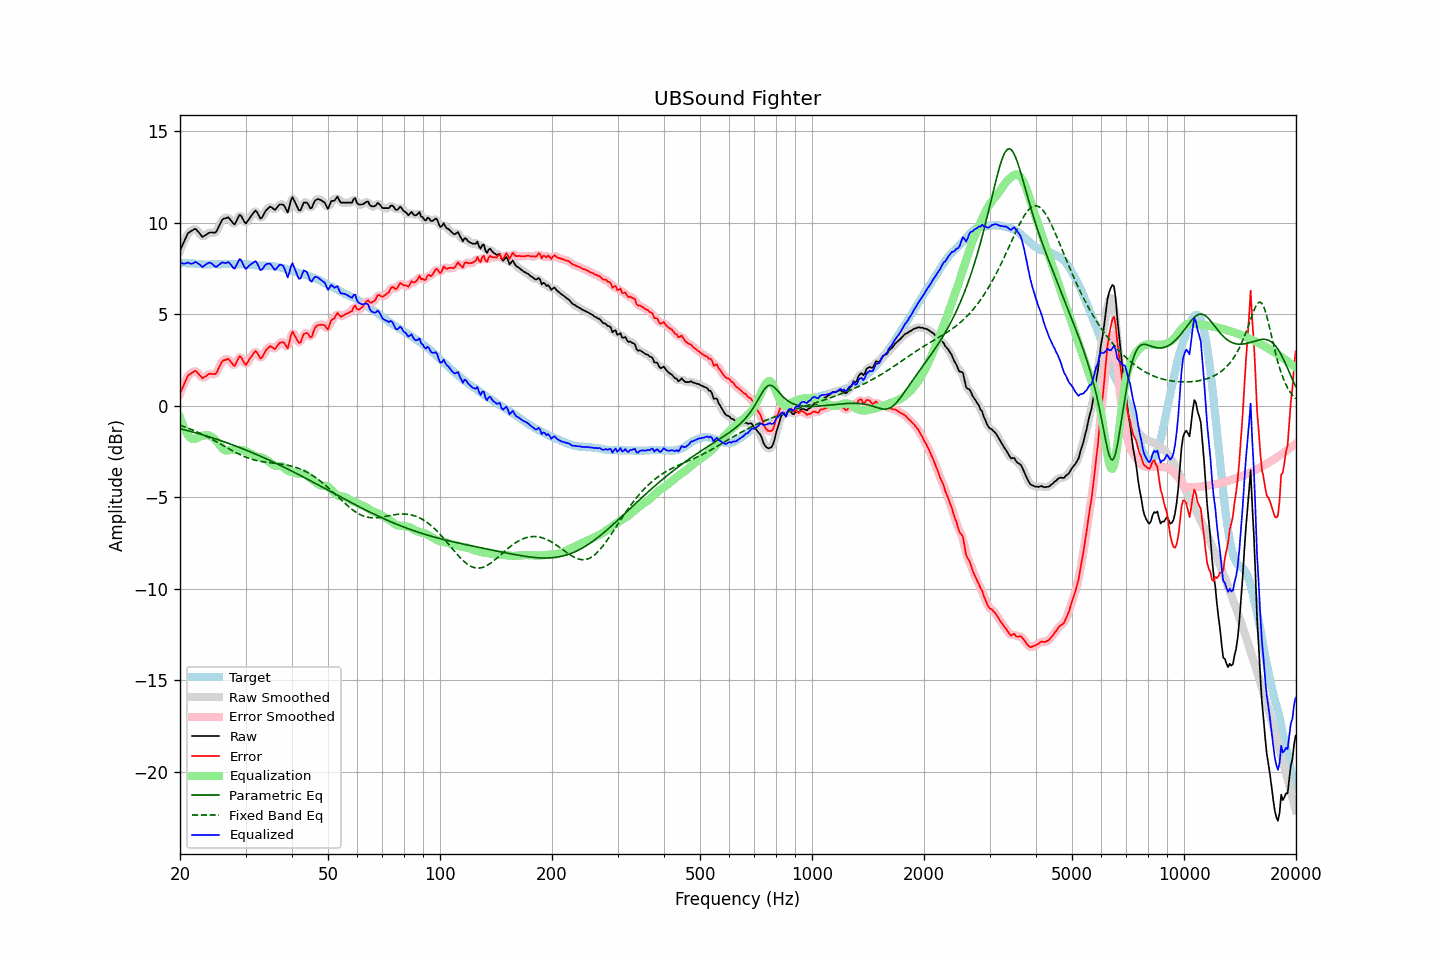 UBSound Fighter
Amplitude (dBr)
15
10
5
0
−5
−10
−15
−20
Target
Raw Smoothed
Error Smoothed
Raw
Error
Equalization
Parametric Eq
Fixed Band Eq
Equalized
20 50 100 200 500 1000 2000 5000 10000 20000
Frequency (Hz)